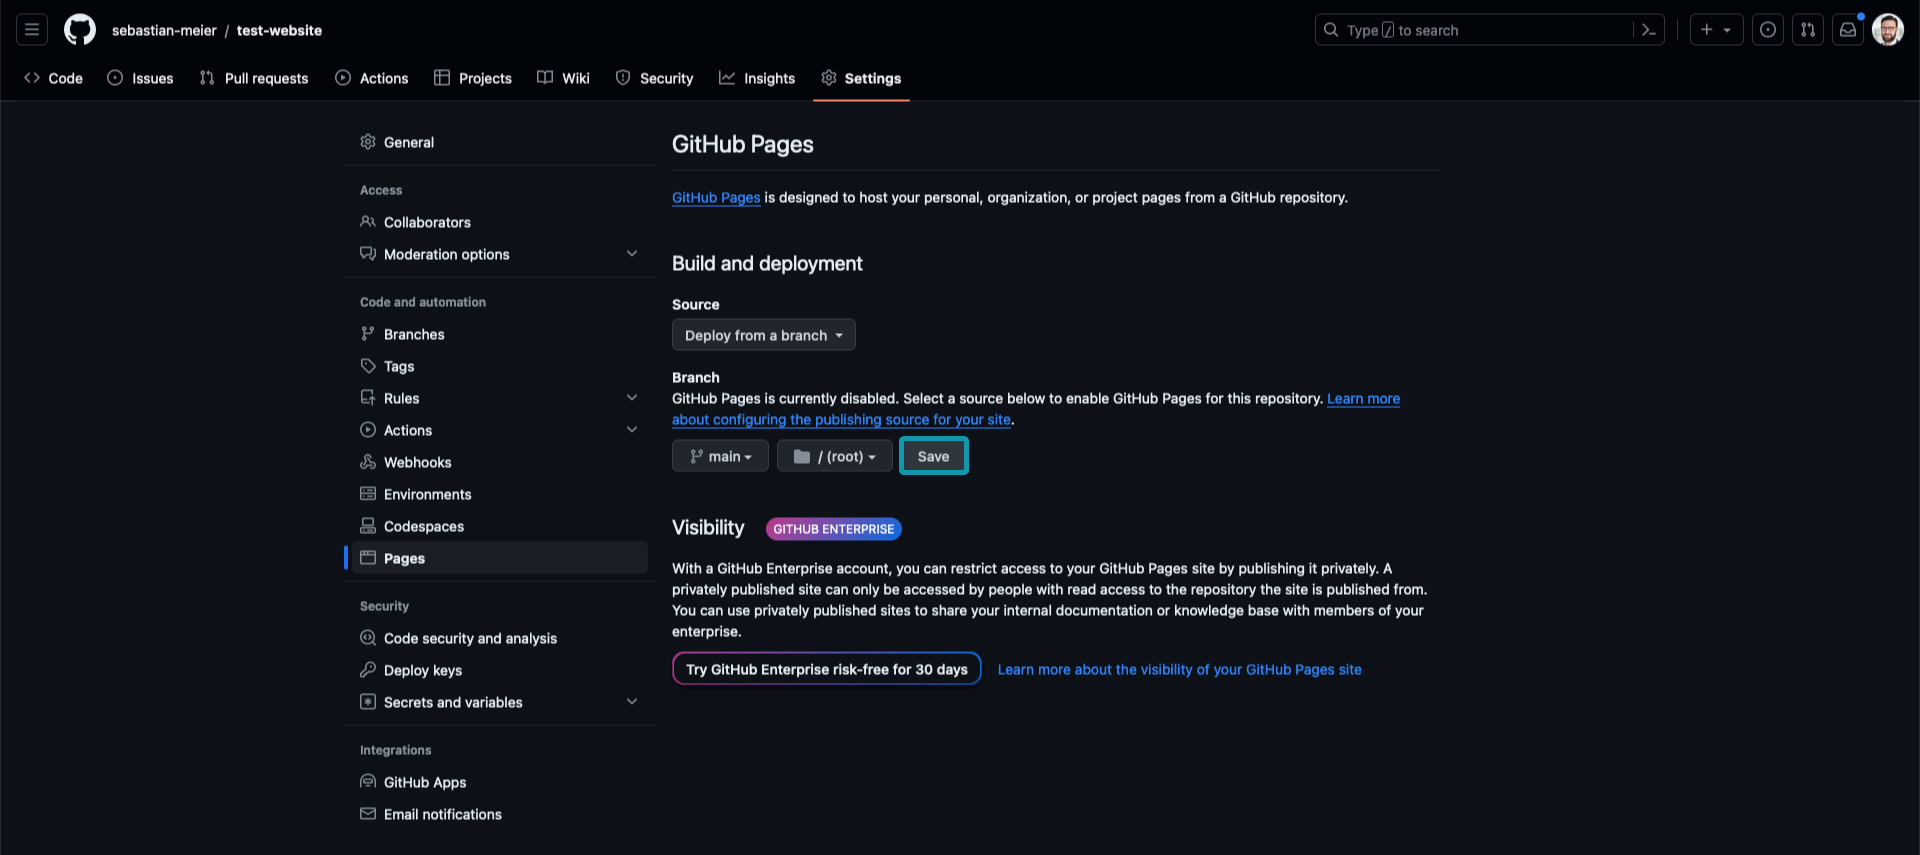 sebastian-meier / test-website
Type / to search
Code Issues Pull requests Actions Projects Wiki Security Insights Settings
General
Access
Collaborators
Moderation options
Code and automation
Branches
Tags
Rules
Actions
Webhooks
Environments
Codespaces
Pages
Security
Code security and analysis
Deploy keys
Secrets and variables
Integrations
GitHub Apps
Email notifications
GitHub Pages
GitHub Pages is designed to host your personal, organization, or project pages from a GitHub repository.
Build and deployment
Source
Deploy from a branch
Branch
GitHub Pages is currently disabled. Select a source below to enable GitHub Pages for this repository. Learn more
about configuring the publishing source for your site.
main / (root) Save
Visibility GITHUB ENTERPRISE
With a GitHub Enterprise account, you can restrict access to your GitHub Pages site by publishing it privately. A
privately published site can only be accessed by people with read access to the repository the site is published from.
You can use privately published sites to share your internal documentation or knowledge base with members of your
enterprise.
Try GitHub Enterprise risk-free for 30 days Learn more about the visibility of your GitHub Pages site